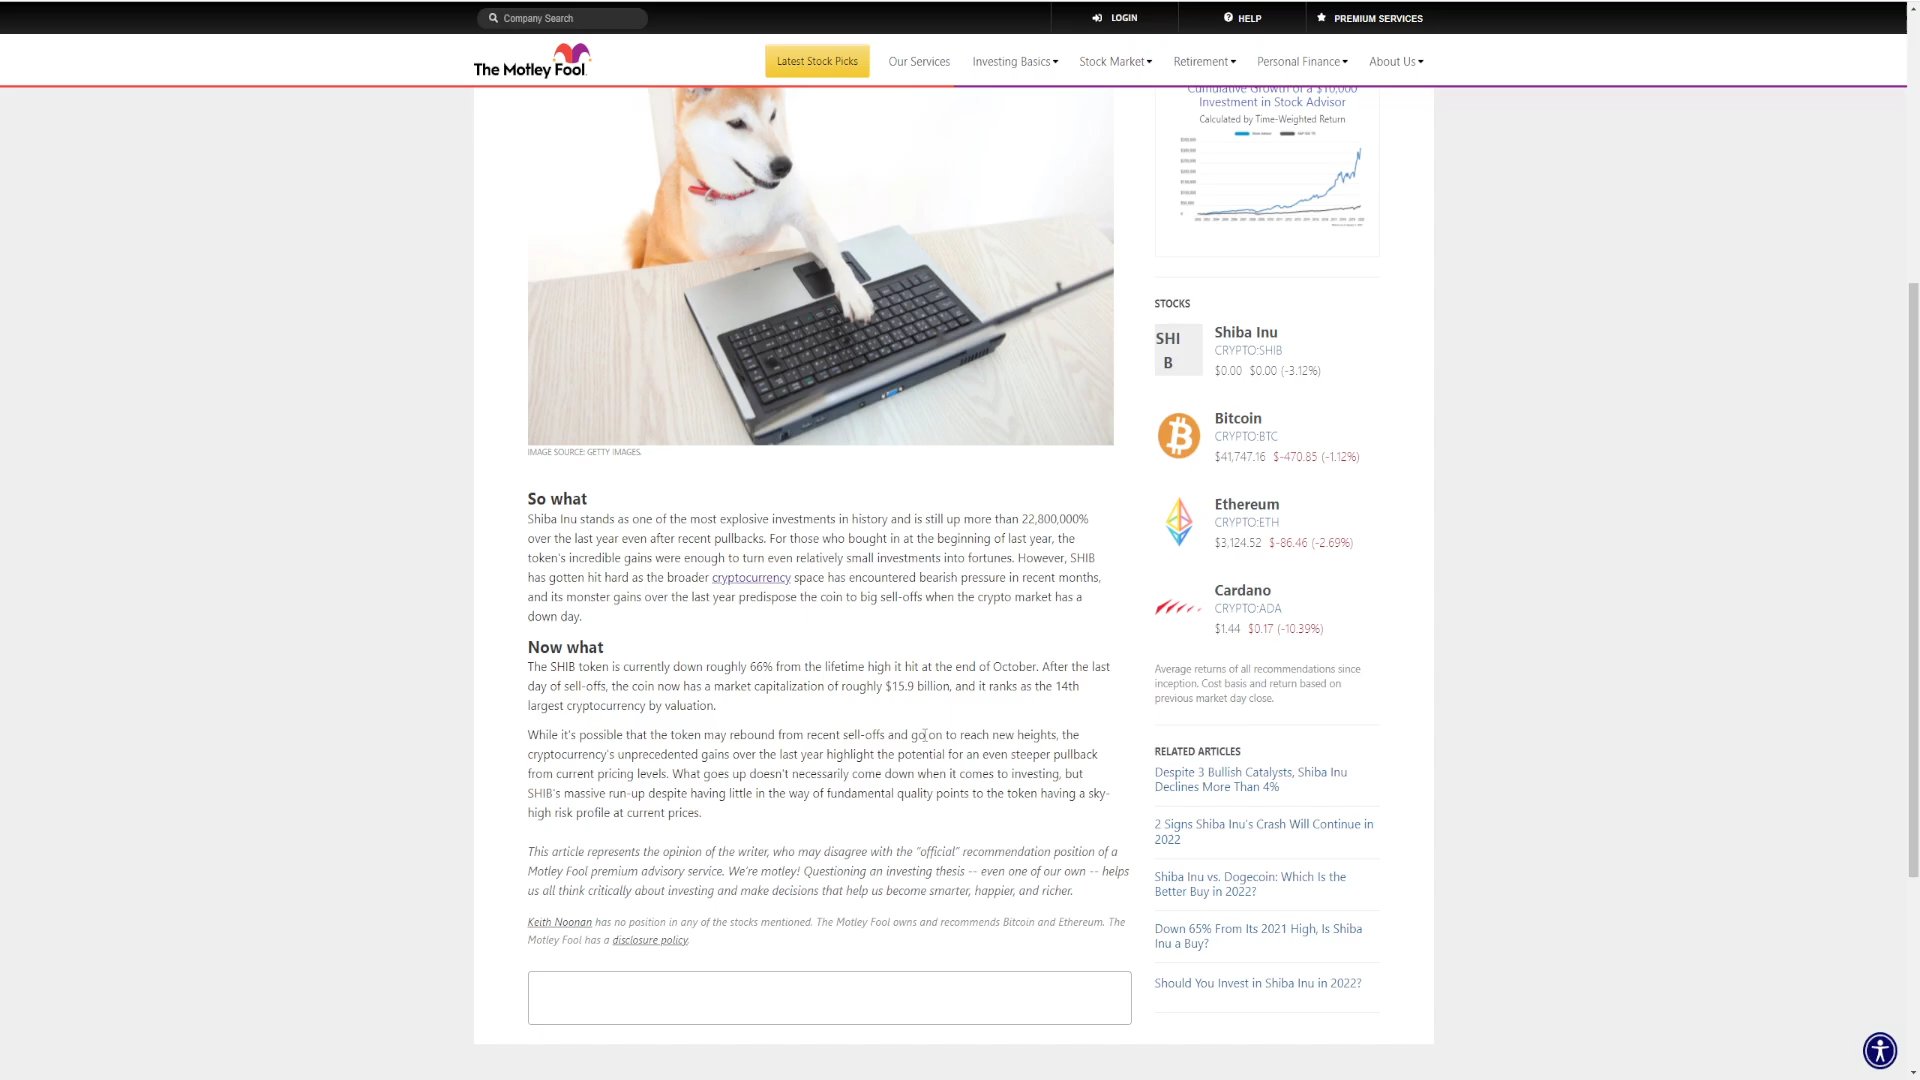 Company Search
LOGIN
HELP
PREMIUM SERVICES
The Motley Fool.
Latest Stock Picks
Our Services
Investing Basics
Stock Market
Retirement
Personal Finance
About Us
Cumulative Growth of a $10,000
Investment in Stock Advisor
Calculated by Time-Weighted Return
IMAGE SOURCE: GETTY IMAGES.
So what
Shiba Inu stands as one of the most explosive investments in history and is still up more than 22,800,000%
over the last year even after recent pullbacks. For those who bought in at the beginning of last year, the
token's incredible gains were enough to turn even relatively small investments into fortunes. However, SHIB
has gotten hit hard as the broader cryptocurrency space has encountered bearish pressure in recent months,
and its monster gains over the last year predispose the coin to big sell-offs when the crypto market has a
down day.
Now what
The SHIB token is currently down roughly 66% from the lifetime high it hit at the end of October. After the last
day of sell-offs, the coin now has a market capitalization of roughly $15.9 billion, and it ranks as the 14th
largest cryptocurrency by valuation.
While it's possible that the token may rebound from recent sell-offs and go on to reach new heights, the
cryptocurrency's unprecedented gains over the last year highlight the potential for an even steeper pullback
from current pricing levels. What goes up doesn't necessarily come down when it comes to investing, but
SHIB's massive run-up despite having little in the way of fundamental quality points to the token having a sky-
high risk profile at current prices.
This article represents the opinion of the writer, who may disagree with the "official" recommendation position of a
Motley Fool premium advisory service. We're motley! Questioning an investing thesis -- even one of our own -- helps
us all think critically about investing and make decisions that help us become smarter, happier, and richer.
Keith Noonan has no position in any of the stocks mentioned. The Motley Fool owns and recommends Bitcoin and Ethereum. The
Motley Fool has a disclosure policy.
STOCKS
SHI
B
Shiba Inu
CRYPTO:SHIB
$0.00 $0.00 (-3.12%)
Bitcoin
CRYPTO:BTC
$41,747.16 $-470.85 (-1.12%)
Ethereum
CRYPTO:ETH
$3,124.52 $-86.46 (-2.69%)
Cardano
CRYPTO:ADA
$1.44 $0.17 (-10.39%)
Average returns of all recommendations since
inception. Cost basis and return based on
previous market day close.
RELATED ARTICLES
Despite 3 Bullish Catalysts, Shiba Inu
Declines More Than 4%
2 Signs Shiba Inu's Crash Will Continue in
2022
Shiba Inu vs. Dogecoin: Which Is the
Better Buy in 2022?
Down 65% From Its 2021 High, Is Shiba
Inu a Buy?
Should You Invest in Shiba Inu in 2022?